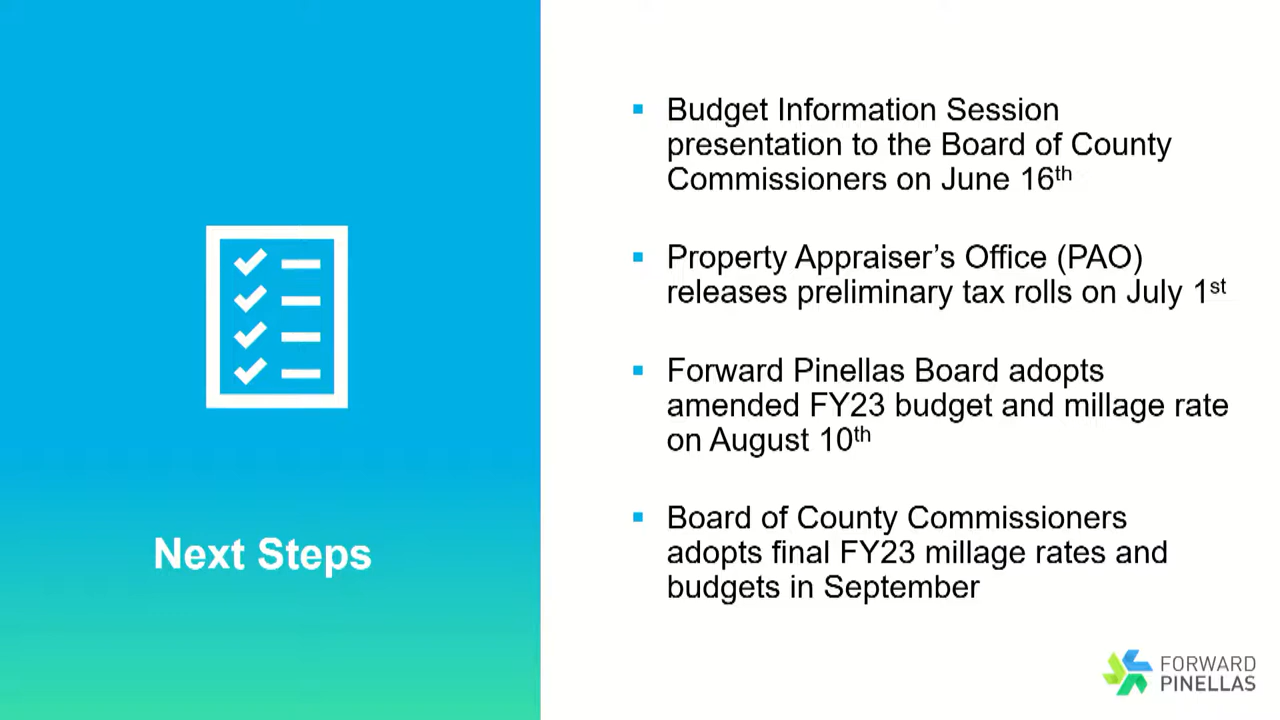 Next Steps
▪ Budget Information Session
presentation to the Board of County
Commissioners on June 16th
▪ Property Appraiser’s Office (PAO)
releases preliminary tax rolls on July 1st
▪ Forward Pinellas Board adopts
amended FY23 budget and millage rate
on August 10th
▪ Board of County Commissioners
adopts final FY23 millage rates and
budgets in September
FORWARD
PINELLAS